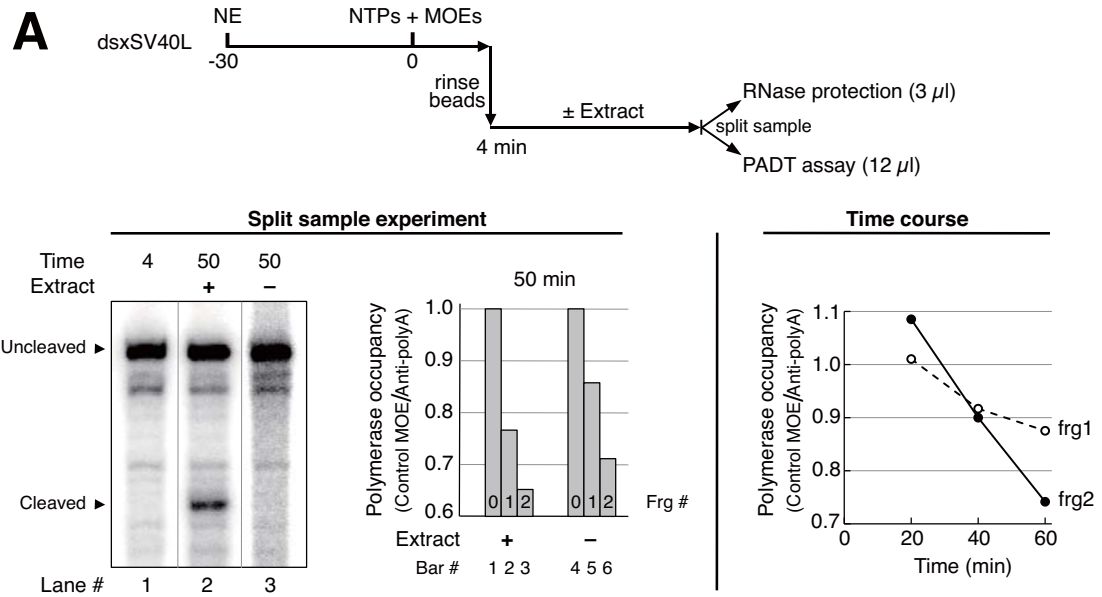 A
NE NTPs + MOEs
dsxSV40L
-30 0
rinse
beads
± Extract
4 min
RNase protection (3 µl)
split sample
PADT assay (12 µl)
Split sample experiment
Time 4 50 50
Extract + –
Uncleaved
Cleaved
Lane # 1 2 3
50 min
Polymerase occupancy
(Control MOE/Anti-polyA)
1.0
0.9
0.8
0.7
0.6
0 1 2 0 1 2 Frg #
Extract + –
Bar # 1 2 3 4 5 6
Time course
Polymerase occupancy
(Control MOE/Anti-polyA)
1.1
1.0
0.9
0.8
0.7
frg1
frg2
0 20 40 60
Time (min)